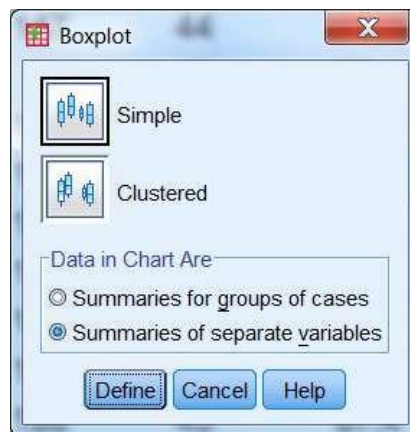 Boxplot
44
Simple
Clustered
Data in Chart Are
Summaries for groups of cases
Summaries of separate variables
Define Cancel Help